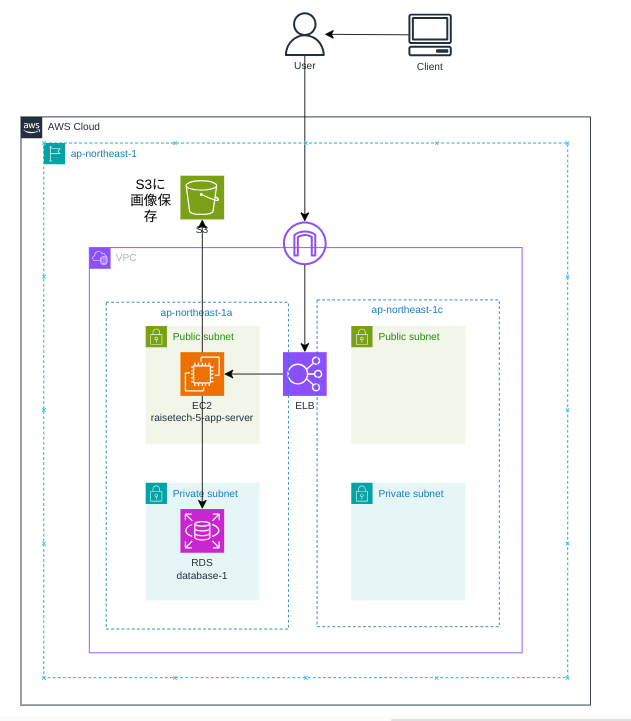 User
Client
aws
AWS Cloud
ap-northeast-1
S3に
画像保
存
S3
VPC
ap-northeast-1a
ap-northeast-1c
Public subnet
Public subnet
EC2
raisetech-5-app-server
ELB
Private subnet
Private subnet
RDS
database-1